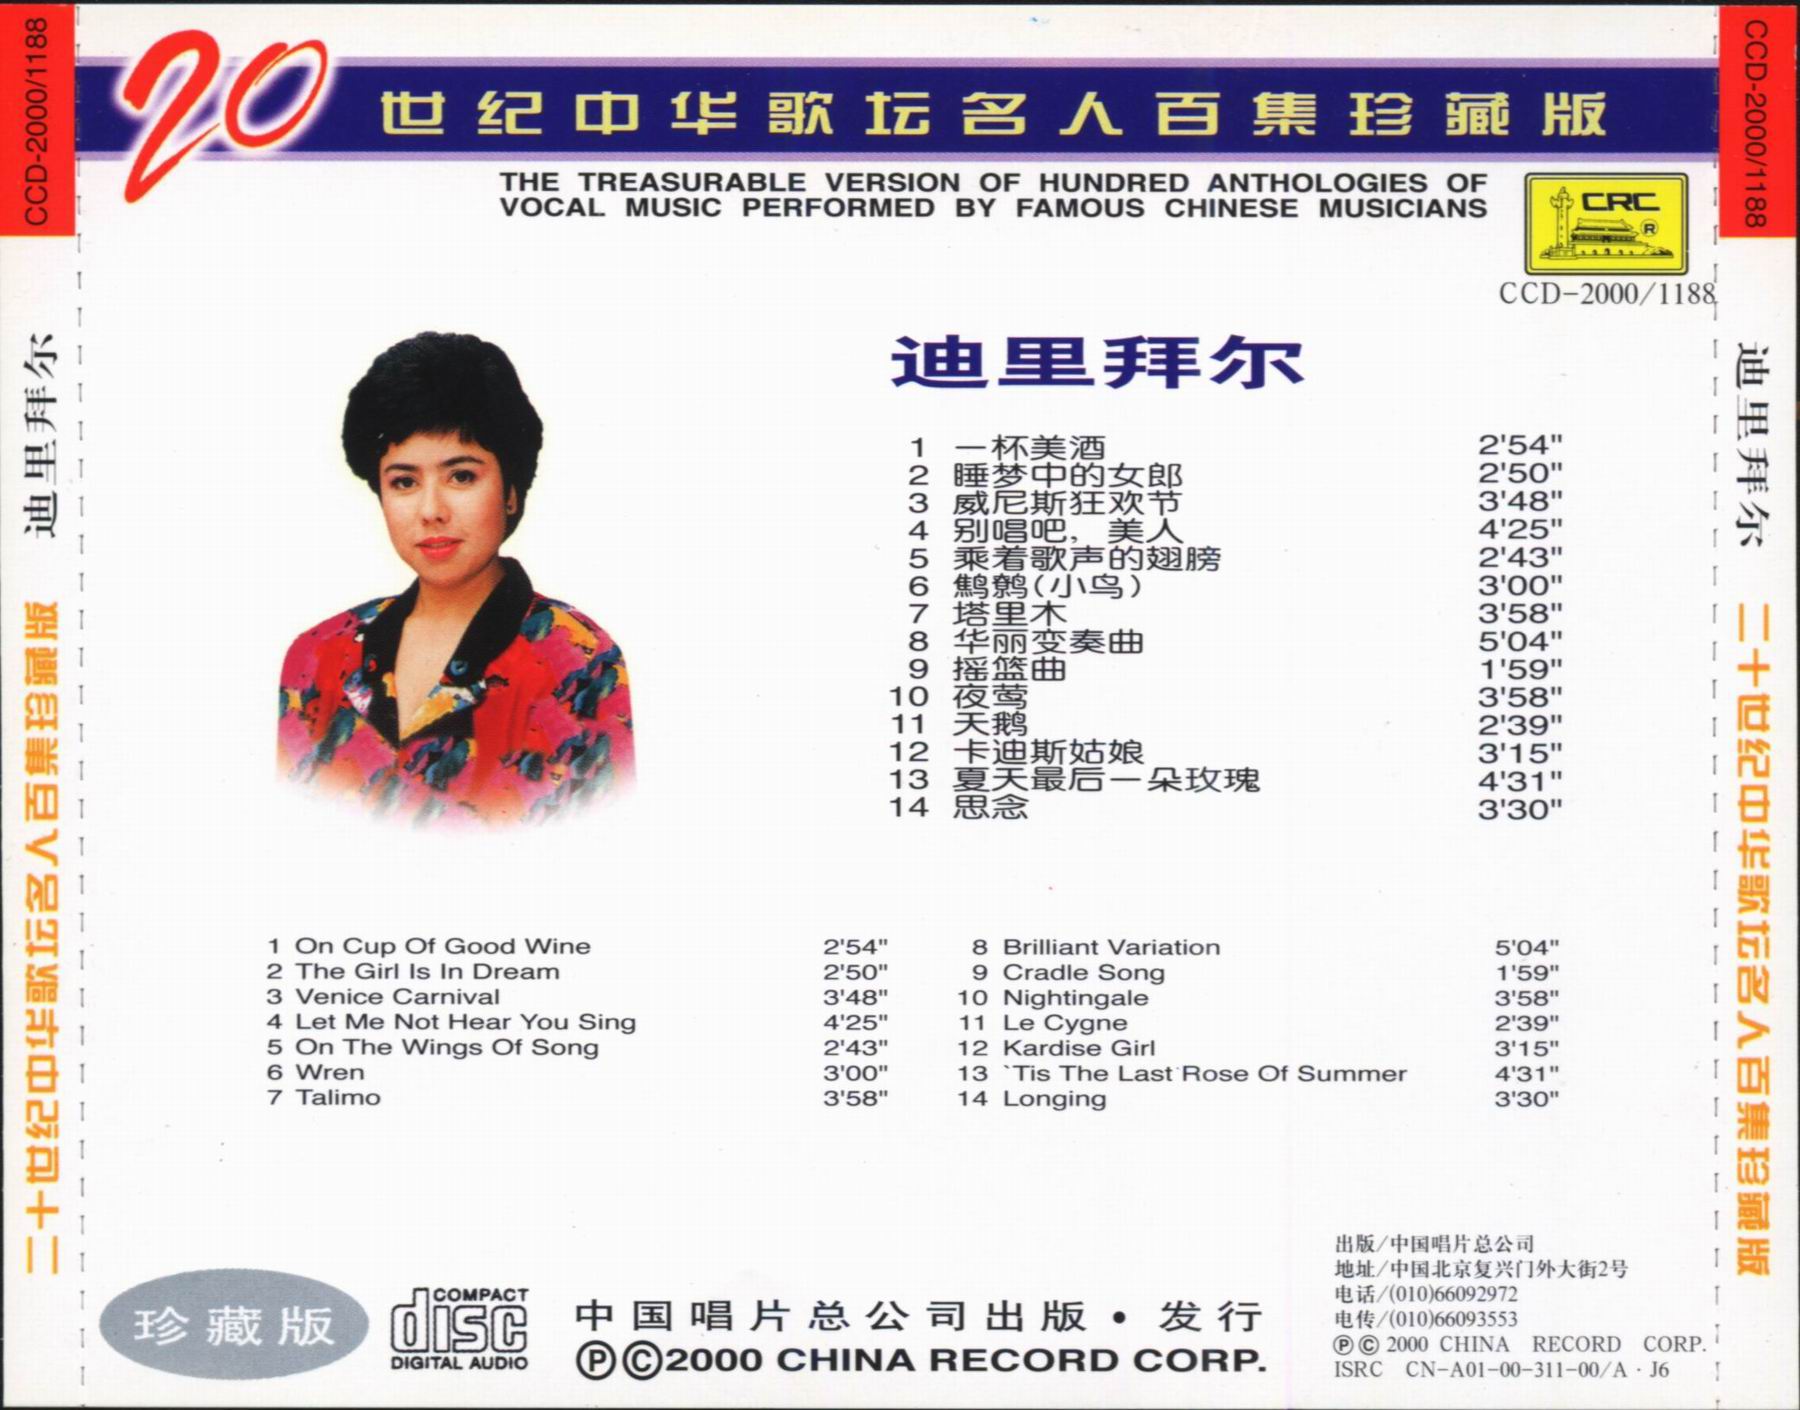 CCD-2000/1188
20
世纪中华歌坛名人百集珍藏版
CCD-2000/1188
THE TREASURABLE VERSION OF HUNDRED ANTHOLOGIES OF
VOCAL MUSIC PERFORMED BY FAMOUS CHINESE MUSICIANS
CRC
®
CCD-2000/1188
迪里拜尔
二十世纪中华歌坛名人百集珍藏版
迪里拜尔
1 一杯美酒 2'54"
2 睡梦中的女郎 2'50"
3 威尼斯狂欢节 3'48"
4 别唱吧，美人 4'25"
5 乘着歌声的翅膀 2'43"
6 (小鸟) 3'00"
7 塔里木 3'58"
8 华丽变奏曲 5'04"
9 摇篮曲 1'59"
10 夜莺 3'58"
11 天鹅 2'39"
12 卡迪斯姑娘 3'15"
13 夏天最后一朵玫瑰 4'31"
14 思念 3'30"
1 On Cup Of Good Wine 2'54"
2 The Girl Is In Dream 2'50"
3 Venice Carnival 3'48"
4 Let Me Not Hear You Sing 4'25"
5 On The Wings Of Song 2'43"
6 Wren 3'00"
7 Talimo 3'58"
8 Brilliant Variation 5'04"
9 Cradle Song 1'59"
10 Nightingale 3'58"
11 Le Cygne 2'39"
12 Kardise Girl 3'15"
13 `Tis The Last Rose Of Summer 4'31"
14 Longing 3'30"
迪里拜尔
二十世纪中华歌坛名人百集珍藏版
珍藏版
COMPACT
disc
DIGITAL AUDIO
中国唱片总公司出版·发行
ⓅⒸ2000 CHINA RECORD CORP.
出版/中国唱片总公司
地址/中国北京复兴门外大街2号
电话/(010)66092972
电传/(010)66093553
ⓅⒸ 2000 CHINA RECORD CORP.
ISRC CN-A01-00-311-00/A·J6